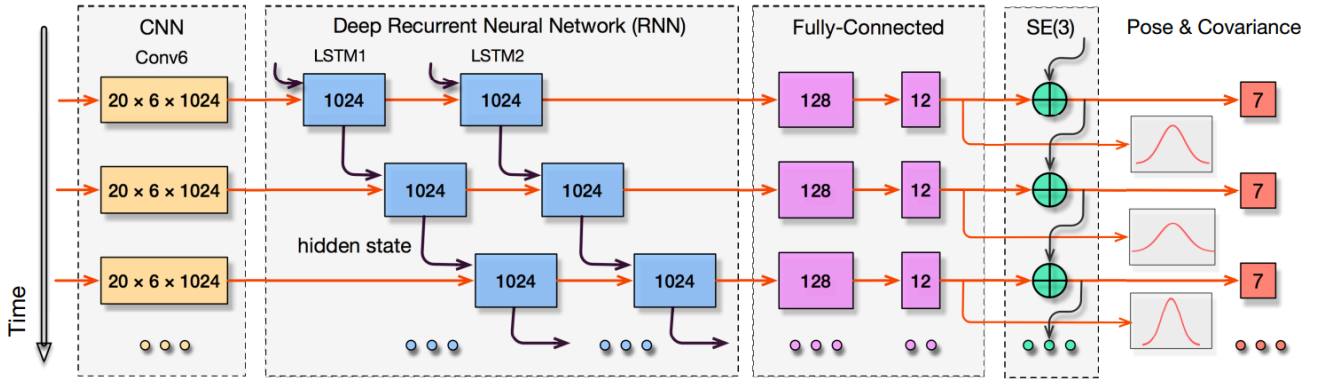 CNN
Deep Recurrent Neural Network (RNN)
Fully-Connected
SE(3)
Pose & Covariance
Conv6
LSTM1
LSTM2
20 × 6 × 1024
1024
1024
128
12
7
20 × 6 × 1024
1024
1024
128
12
7
hidden state
20 × 6 × 1024
1024
1024
128
12
7
Time